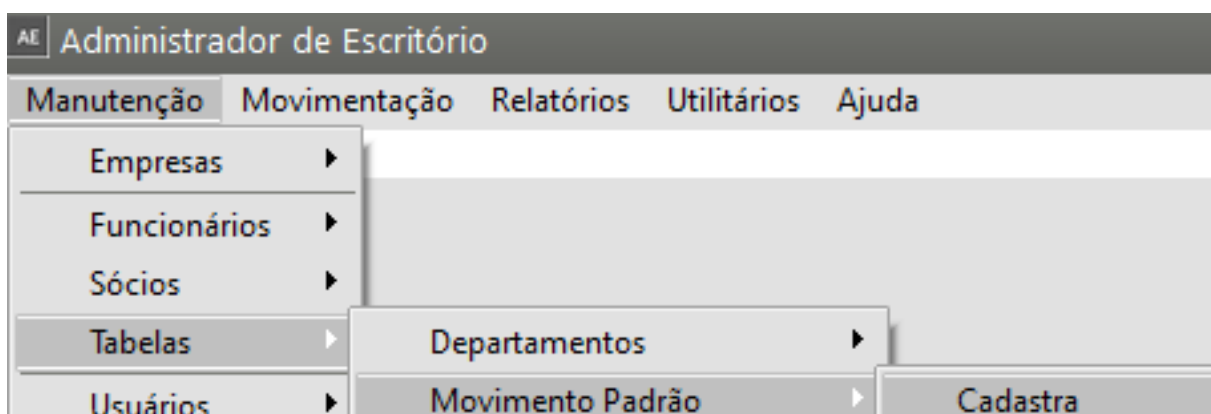 AE Administrador de Escritório
Manutenção Movimentação Relatórios Utilitários Ajuda
Empresas
Funcionários
Sócios
Tabelas Departamentos
Usuários Movimento Padrão Cadastra